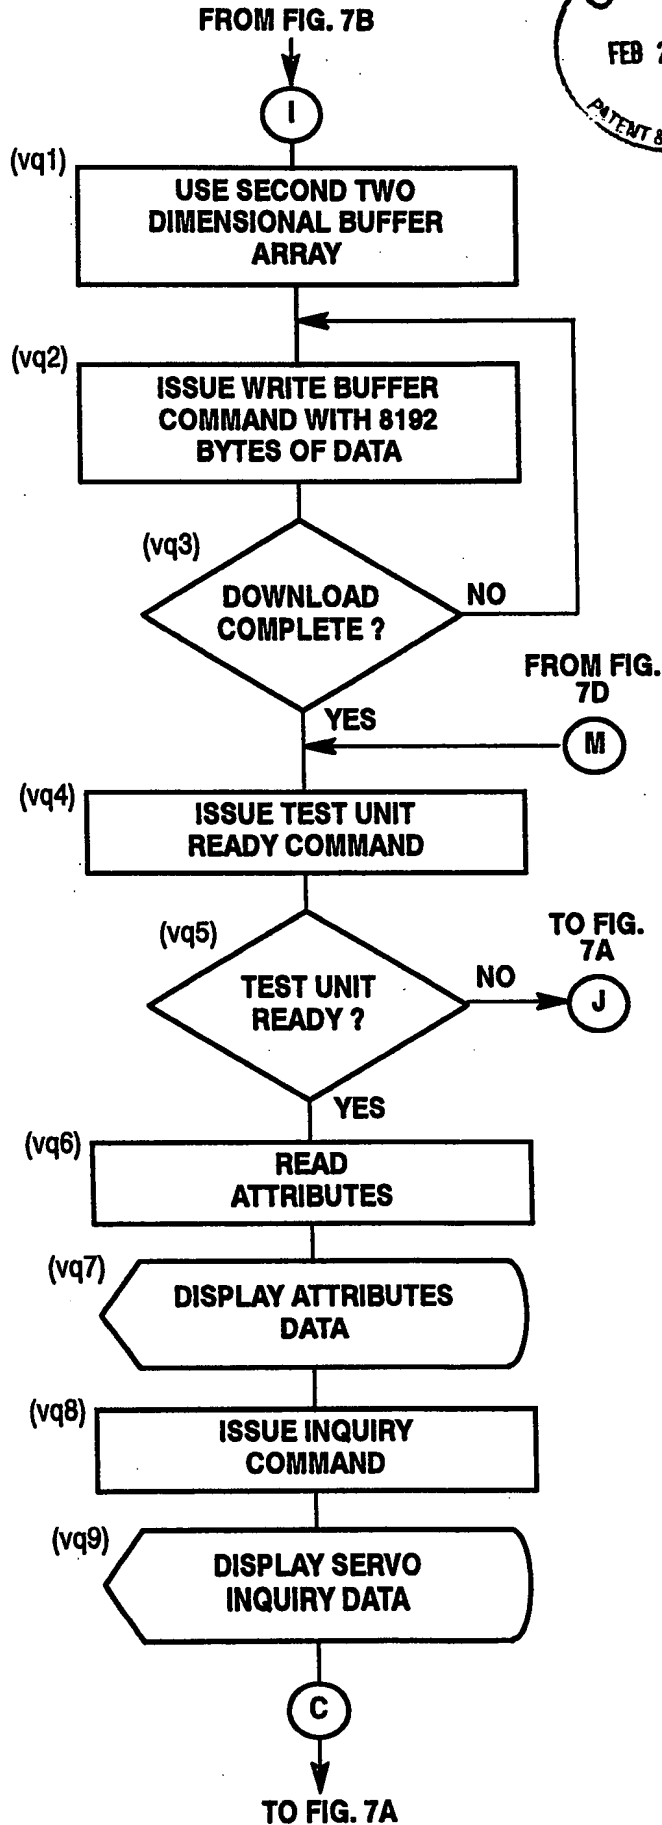 FROM FIG. 7B
FEB
PATENT &
I
(vq1)
USE SECOND TWO
DIMENSIONAL BUFFER
ARRAY
(vq2)
ISSUE WRITE BUFFER
COMMAND WITH 8192
BYTES OF DATA
(vq3)
DOWNLOAD
COMPLETE ?
NO
FROM FIG.
7D
YES
M
(vq4)
ISSUE TEST UNIT
READY COMMAND
(vq5)
TO FIG.
7A
TEST UNIT
READY ?
NO
J
YES
(vq6)
READ
ATTRIBUTES
(vq7)
DISPLAY ATTRIBUTES
DATA
(vq8)
ISSUE INQUIRY
COMMAND
(vq9)
DISPLAY SERVO
INQUIRY DATA
C
TO FIG. 7A